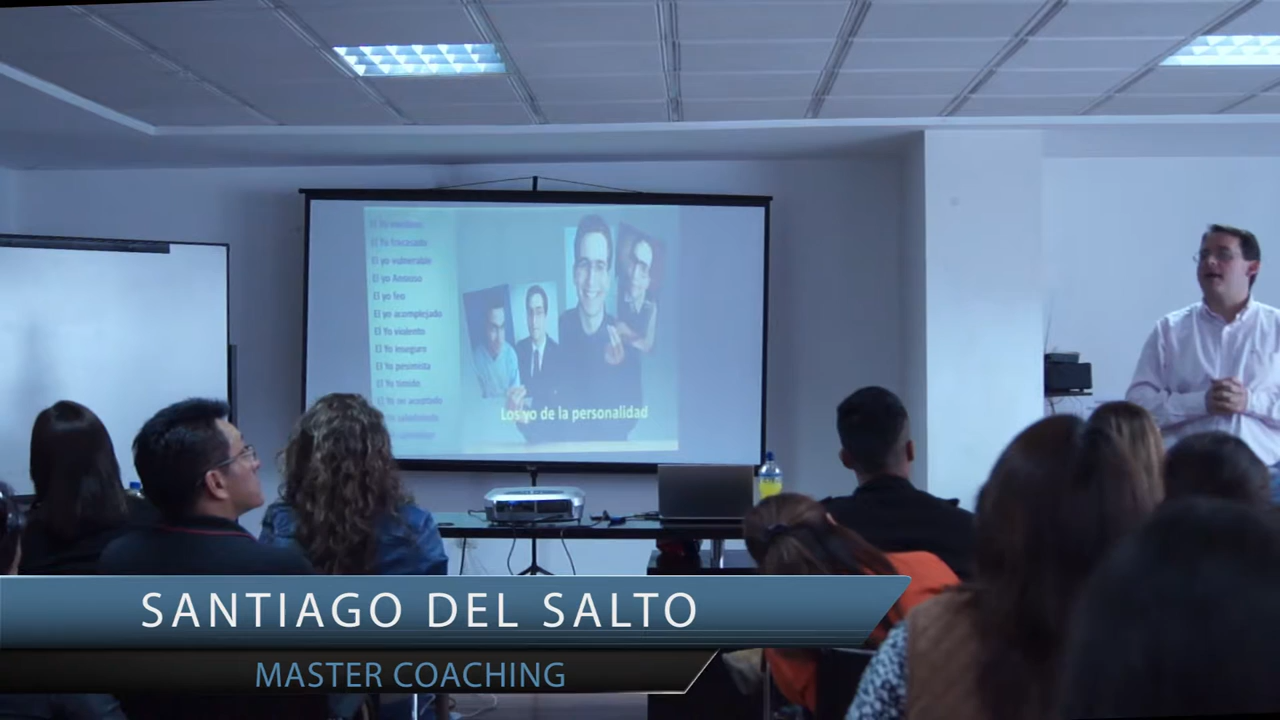 El Yo fracasado
El yo vulnerable
El yo Ansioso
El yo feo
El yo acomplejado
El Yo violento
El Yo inseguro
El Yo pesimista
El Yo timido
El Yo no aceptado
Los yo de la personalidad
SANTIAGO DEL SALTO
MASTER COACHING